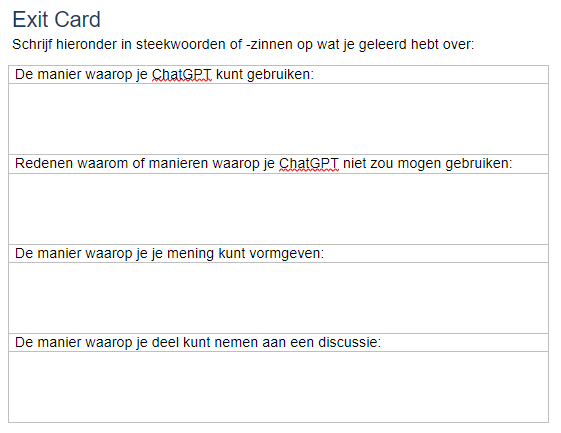 Exit Card
Schrijf hieronder in steekwoorden of -zinnen op wat je geleerd hebt over:
De manier waarop je ChatGPT kunt gebruiken:
Redenen waarom of manieren waarop je ChatGPT niet zou mogen gebruiken:
De manier waarop je je mening kunt vormgeven:
De manier waarop je deel kunt nemen aan een discussie: